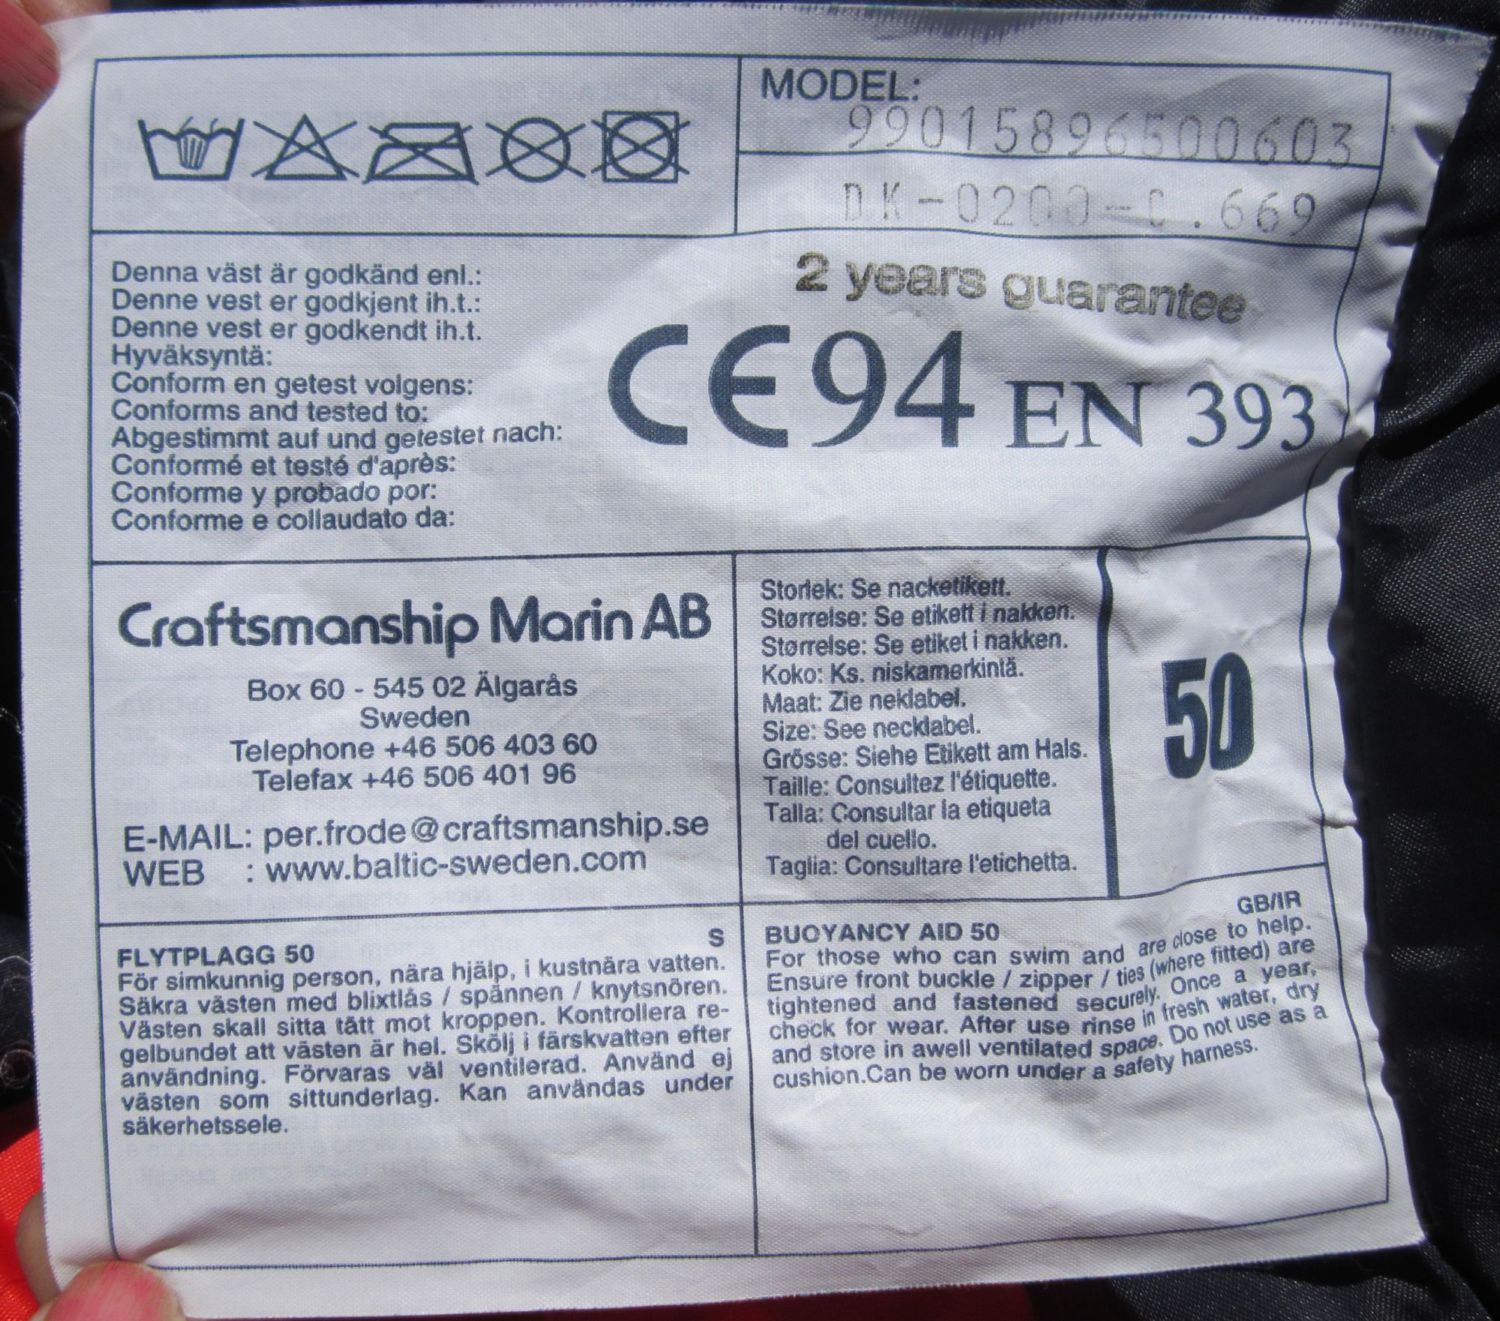 MODEL:
99015896500603
DK-0200-C.669
Denna väst är godkänd enl.:
Denne vest er godkjent ih.t.:
Denne vest er godkendt ih.t.
Hyväksyntä:
Conform en getest volgens:
Conforms and tested to:
Abgestimmt auf und getestet nach:
Conformé et testé d'après:
Conforme y probado por:
Conforme e collaudato da:
2 years guarantee
CE94 EN 393
Craftsmanship Marin AB
Box 60 - 545 02 Älgarås
Sweden
Telephone +46 506 403 60
Telefax +46 506 401 96
E-MAIL: per.frode@craftsmanship.se
WEB : www.baltic-sweden.com
Storlek: Se nacketikett.
Størrelse: Se etikett i nakken.
Størrelse: Se etiket i nakken.
Koko: Ks. niskamerkintä.
Maat: Zie neklabel.
Size: See necklabel.
Grösse: Siehe Etikett am Hals.
Taille: Consultez l'étiquette.
Talla: Consultar la etiqueta
del cuello.
Taglia: Consultare l'etichetta.
50
FLYTPLAGG 50 S
För simkunnig person, nära hjälp, i kustnära vatten.
Säkra västen med blixtlås / spännen / knytsnören.
Västen skall sitta tätt mot kroppen. Kontrollera re-
gelbundet att västen är hel. Skölj i färskvatten efter
användning. Förvaras väl ventilerad. Använd ej
västen som sittunderlag. Kan användas under
säkerhetssele.
GB/IR
BUOYANCY AID 50
For those who can swim and are close to help.
Ensure front buckle / zipper / ties (where fitted) are
tightened and fastened securely. Once a year,
check for wear. After use rinse in fresh water, dry
and store in awell ventilated space. Do not use as a
cushion.Can be worn under a safety harness.